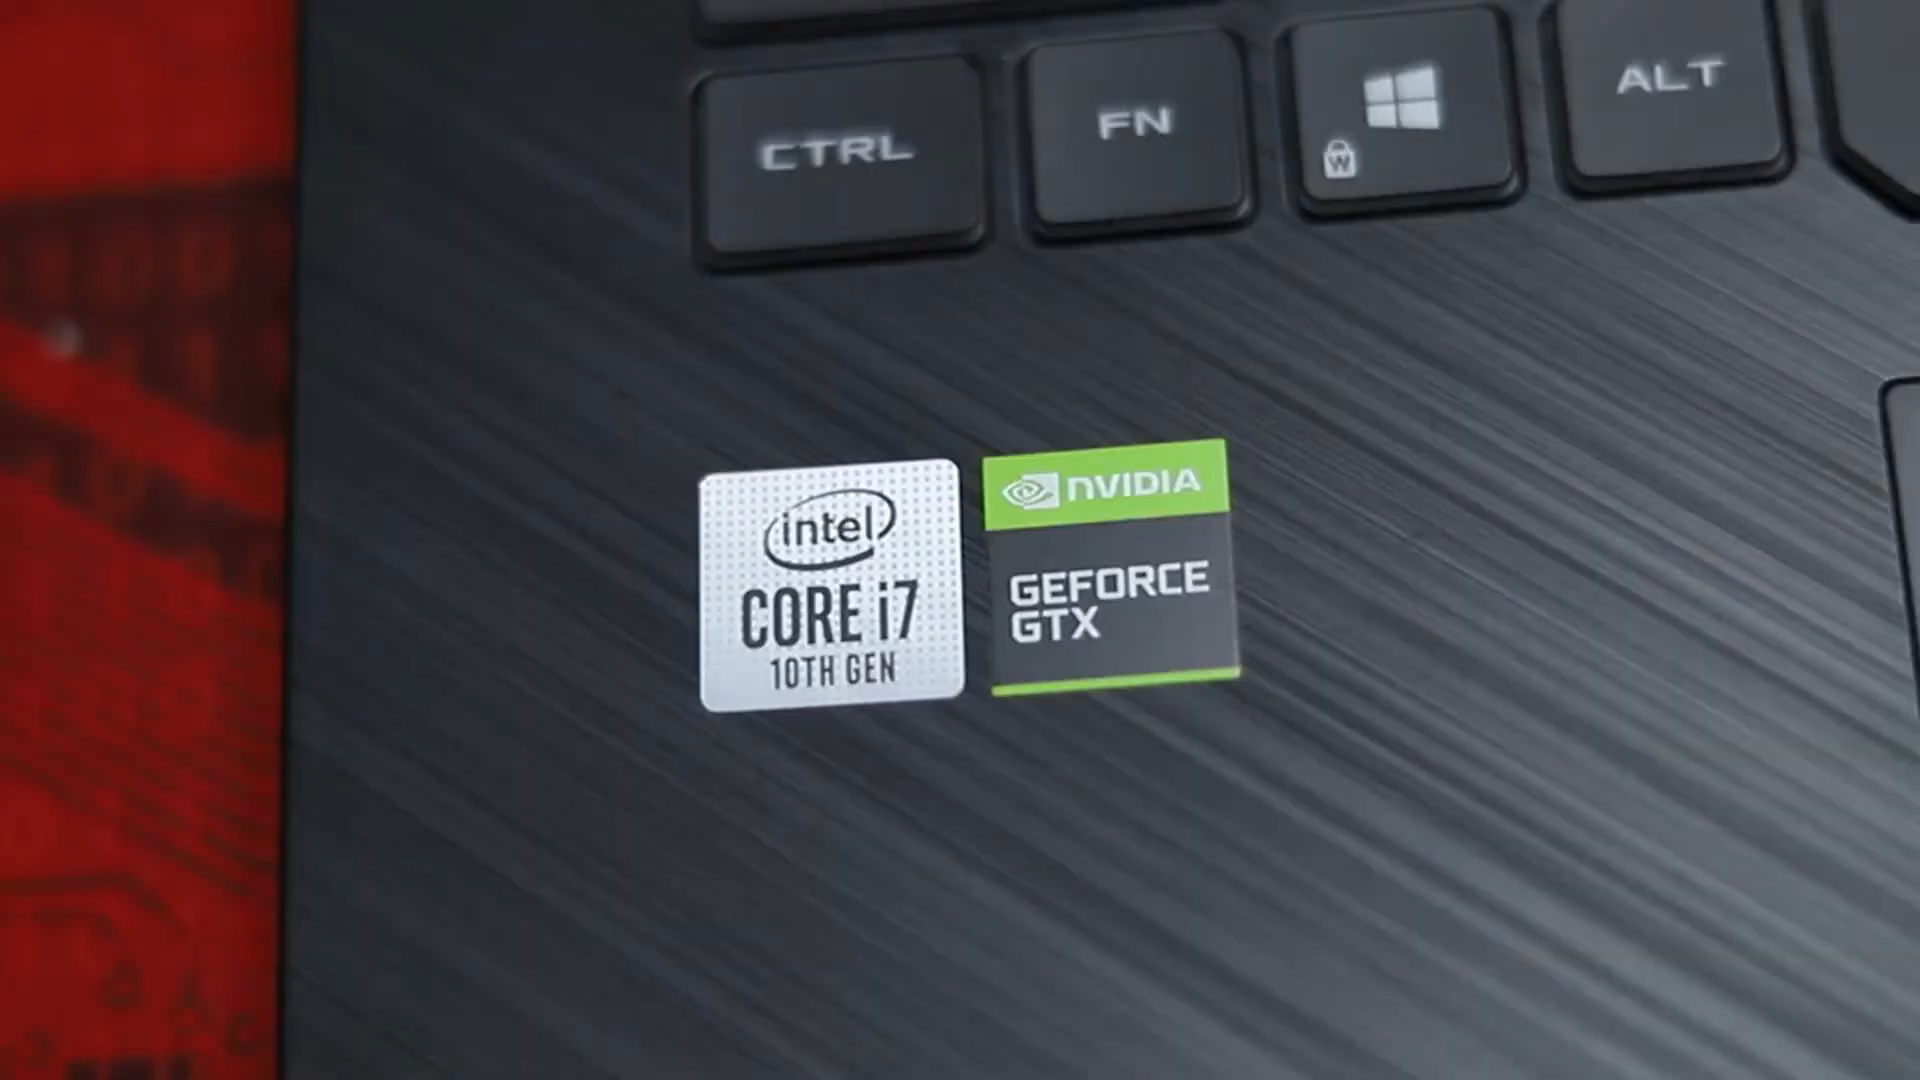 CTRL
FN
W
ALT
intel
CORE i7
10TH GEN
NVIDIA
GEFORCE
GTX